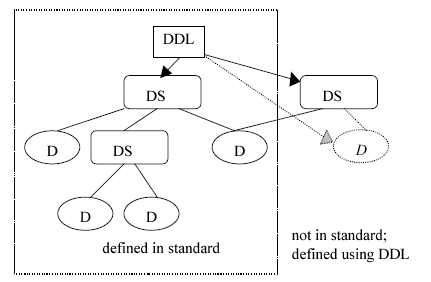 DDL
DS
DS
D
DS
D
D
D
D
defined in standard
not in standard;
defined using DDL